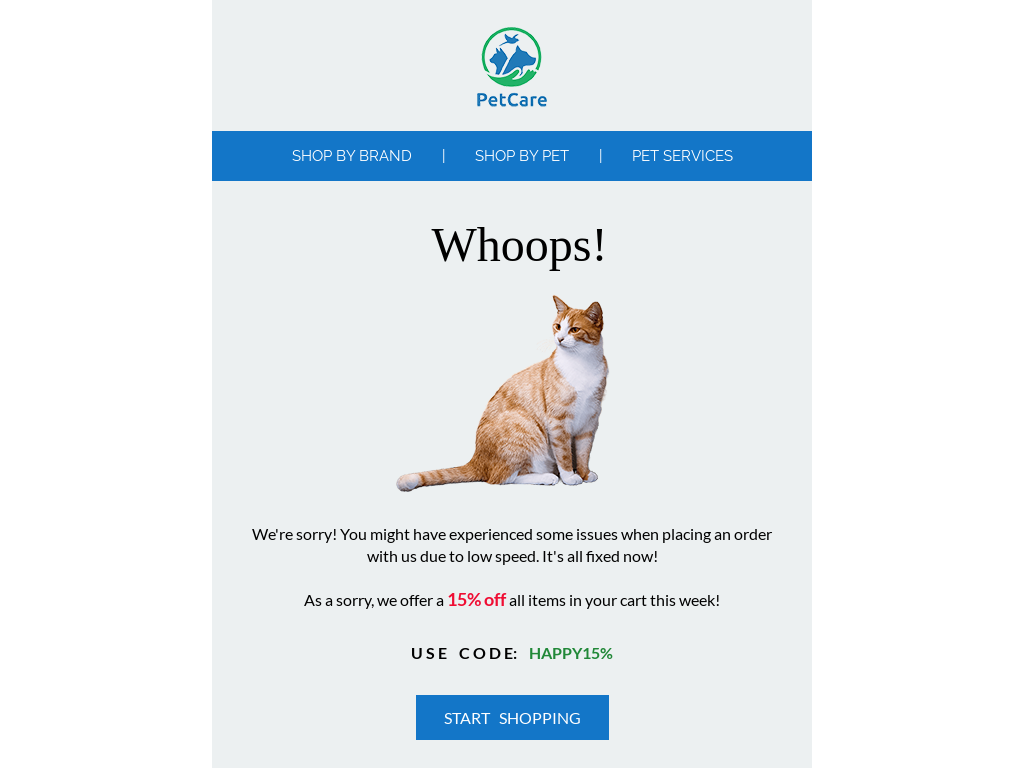 PetCare
SHOP BY BRAND | SHOP BY PET | PET SERVICES
Whoops!
We're sorry! You might have experienced some issues when placing an order
with us due to low speed. It's all fixed now!
As a sorry, we offer a 15% off all items in your cart this week!
USE CODE: HAPPY15%
START SHOPPING